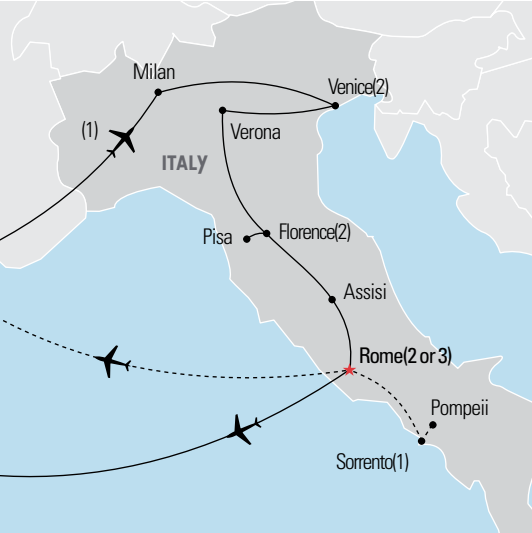 Milan
Venice(2)
(1)
Verona
ITALY
Pisa
Florence(2)
Assisi
Rome(2 or 3)
Pompeii
Sorrento(1)